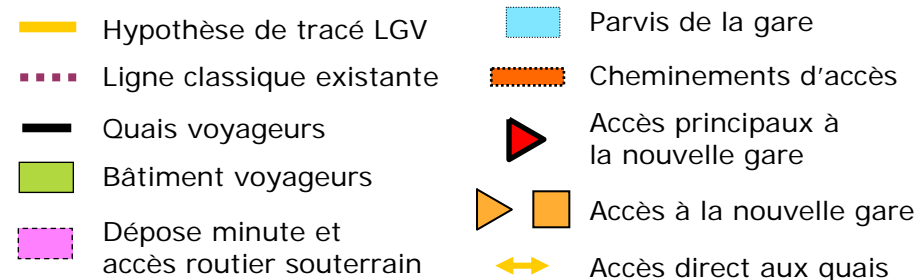 Hypothèse de tracé LGV
Ligne classique existante
Quais voyageurs
Bâtiment voyageurs
Dépose minute et
accès routier souterrain
Parvis de la gare
Cheminements d'accès
Accès principaux à
la nouvelle gare
Accès à la nouvelle gare
Accès direct aux quais